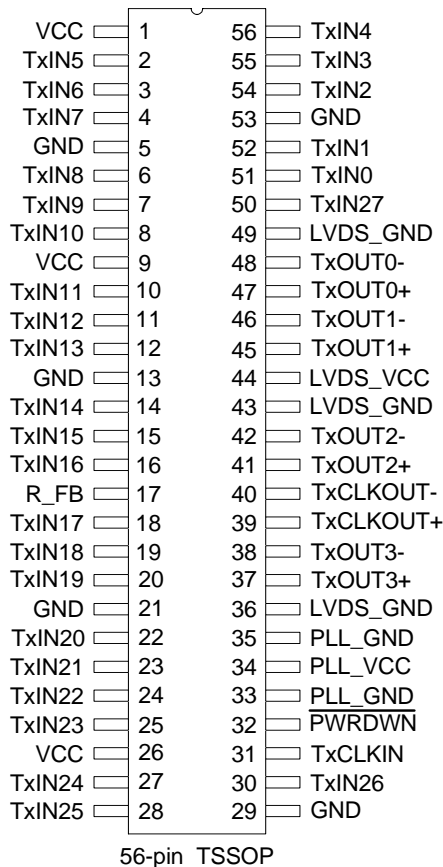 VCC 1 56 TxIN4
TxIN5 2 55 TxIN3
TxIN6 3 54 TxIN2
TxIN7 4 53 GND
GND 5 52 TxIN1
TxIN8 6 51 TxIN0
TxIN9 7 50 TxIN27
TxIN10 8 49 LVDS_GND
VCC 9 48 TxOUT0-
TxIN11 10 47 TxOUT0+
TxIN12 11 46 TxOUT1-
TxIN13 12 45 TxOUT1+
GND 13 44 LVDS_VCC
TxIN14 14 43 LVDS_GND
TxIN15 15 42 TxOUT2-
TxIN16 16 41 TxOUT2+
R_FB 17 40 TxCLKOUT-
TxIN17 18 39 TxCLKOUT+
TxIN18 19 38 TxOUT3-
TxIN19 20 37 TxOUT3+
GND 21 36 LVDS_GND
TxIN20 22 35 PLL_GND
TxIN21 23 34 PLL_VCC
TxIN22 24 33 PLL_GND
TxIN23 25 32 PWRDWN
VCC 26 31 TxCLKIN
TxIN24 27 30 TxIN26
TxIN25 28 29 GND
56-pin TSSOP